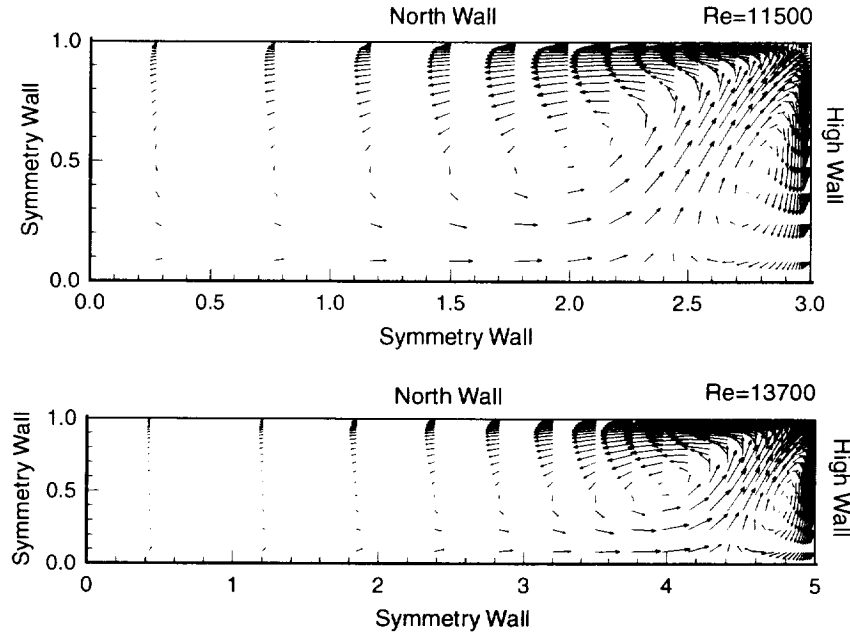 North Wall
Re=11500
1.0
0.5
0.0
Symmetry Wall
High Wall
0.0 0.5 1.0 1.5 2.0 2.5 3.0
Symmetry Wall
North Wall
Re=13700
1.0
0.5
0.0
Symmetry Wall
High Wall
0 1 2 3 4 5
Symmetry Wall